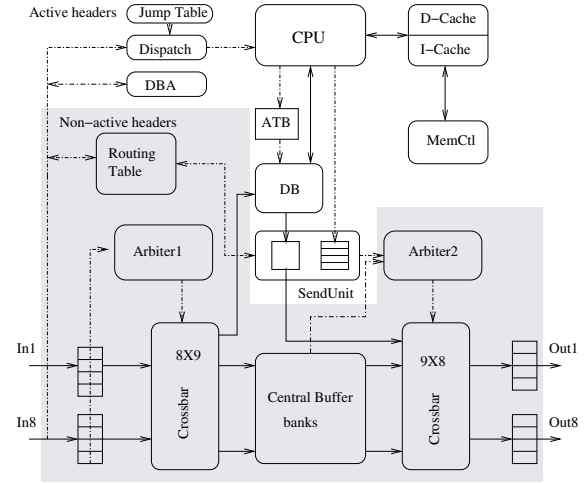 Active headers
Jump Table
Dispatch
CPU
D-Cache
I-Cache
DBA
Non-active headers
ATB
MemCtl
Routing
Table
DB
Arbiter1
Arbiter2
SendUnit
In1
8X9
Crossbar
9X8
Crossbar
Out1
Central Buffer
banks
In8
Out8